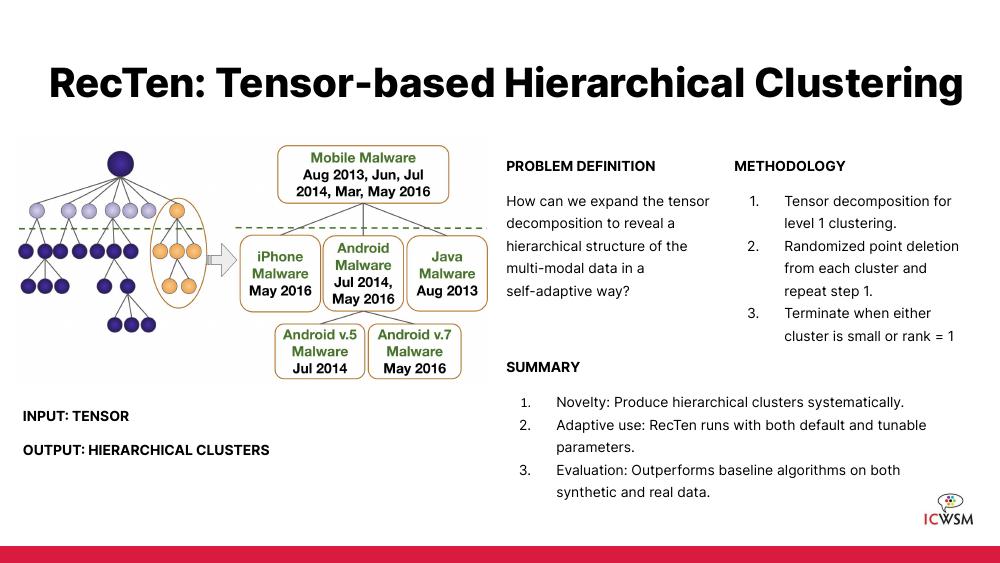 RecTen: Tensor-based Hierarchical Clustering
Mobile Malware
Aug 2013, Jun, Jul
2014, Mar, May 2016
iPhone
Malware
May 2016
Android
Malware
Jul 2014,
May 2016
Java
Malware
Aug 2013
Android v.5
Malware
Jul 2014
Android v.7
Malware
May 2016
INPUT: TENSOR
OUTPUT: HIERARCHICAL CLUSTERS
PROBLEM DEFINITION
How can we expand the tensor
decomposition to reveal a
hierarchical structure of the
multi-modal data in a
self-adaptive way?
METHODOLOGY
1. Tensor decomposition for
level 1 clustering.
2. Randomized point deletion
from each cluster and
repeat step 1.
3. Terminate when either
cluster is small or rank = 1
SUMMARY
1. Novelty: Produce hierarchical clusters systematically.
2. Adaptive use: RecTen runs with both default and tunable
parameters.
3. Evaluation: Outperforms baseline algorithms on both
synthetic and real data.
ICWSM